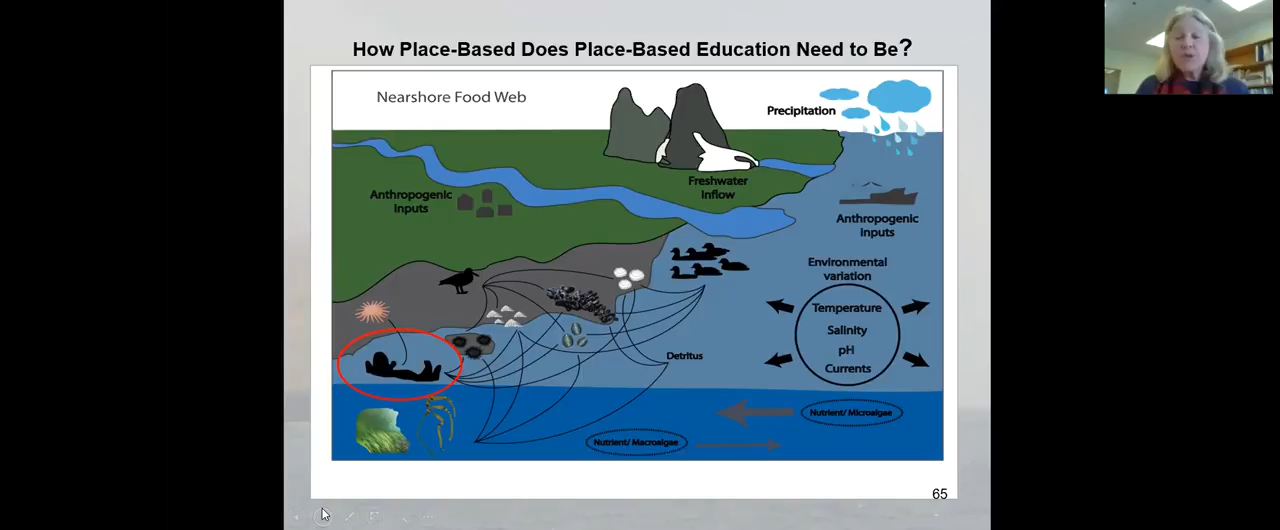 How Place-Based Does Place-Based Education Need to Be?
Nearshore Food Web
Precipitation
Freshwater
Inflow
Anthropogenic
inputs
Anthropogenic
inputs
Environmental
variation
Temperature
Salinity
pH
Currents
Detritus
Nutrient/ Microalgae
Nutrient/ Macroalgae
65